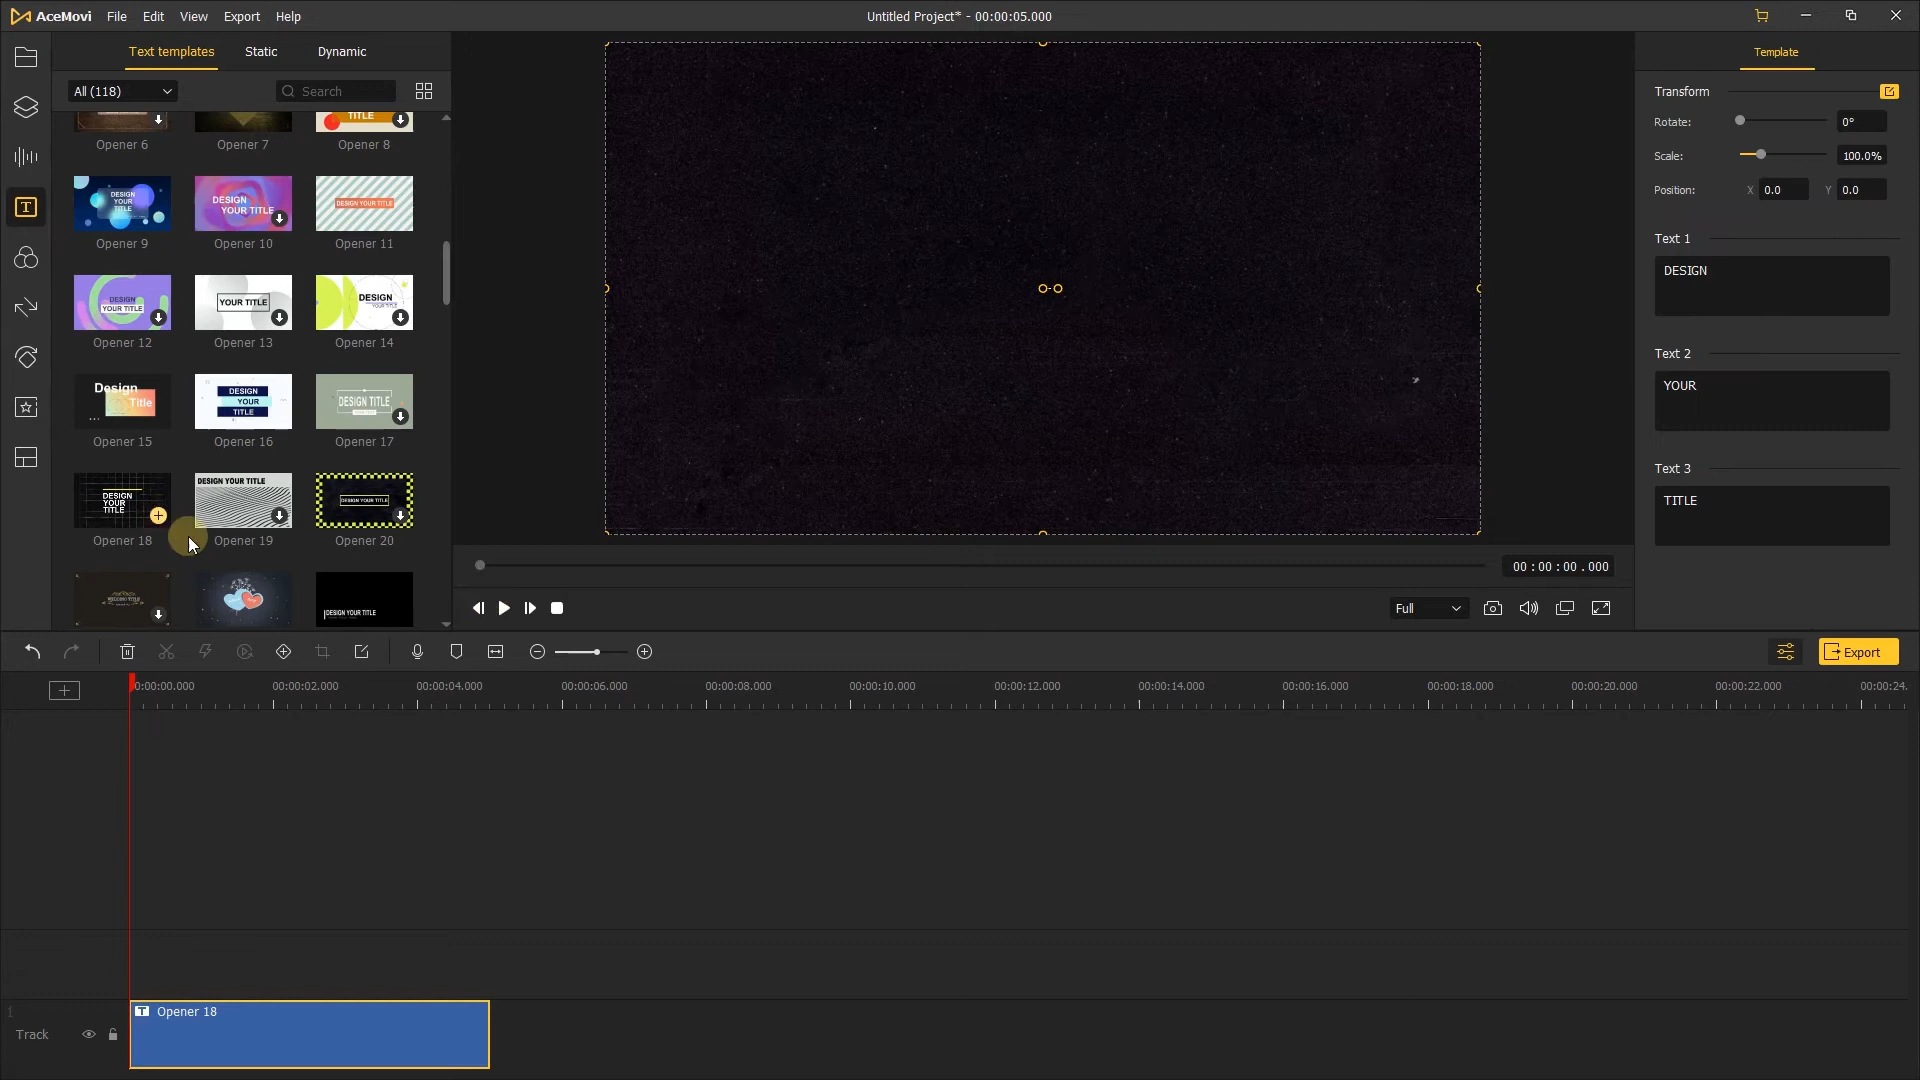 AceMovi File Edit View Export Help
Untitled Project* - 00:00:05.000
Text templates Static Dynamic
Template
All (118)
Search
Transform
Rotate: 0°
Scale: 100.0%
Position: X 0.0 Y 0.0
TITLE
Opener 6 Opener 7 Opener 8
DESIGN
YOUR
TITLE
DESIGN
YOUR TITLE
DESIGN YOUR TITLE
Opener 9 Opener 10 Opener 11
DESIGN
YOUR TITLE
YOUR TITLE
DESIGN
YOUR TITLE
Opener 12 Opener 13 Opener 14
Design
Title
DESIGN
YOUR
TITLE
DESIGN TITLE
Opener 15 Opener 16 Opener 17
DESIGN
YOUR
TITLE
DESIGN YOUR TITLE
DESIGN YOUR TITLE
Opener 18 Opener 19 Opener 20
WEDDING TITLE
DESIGN YOUR TITLE
Text 1
DESIGN
Text 2
YOUR
Text 3
TITLE
00 : 00 : 00 . 000
Full
Export
0:00:00.000 00:00:02.000 00:00:04.000 00:00:06.000 00:00:08.000 00:00:10.000 00:00:12.000 00:00:14.000 00:00:16.000 00:00:18.000 00:00:20.000 00:00:22.000 00:00:24.
1
T Opener 18
Track